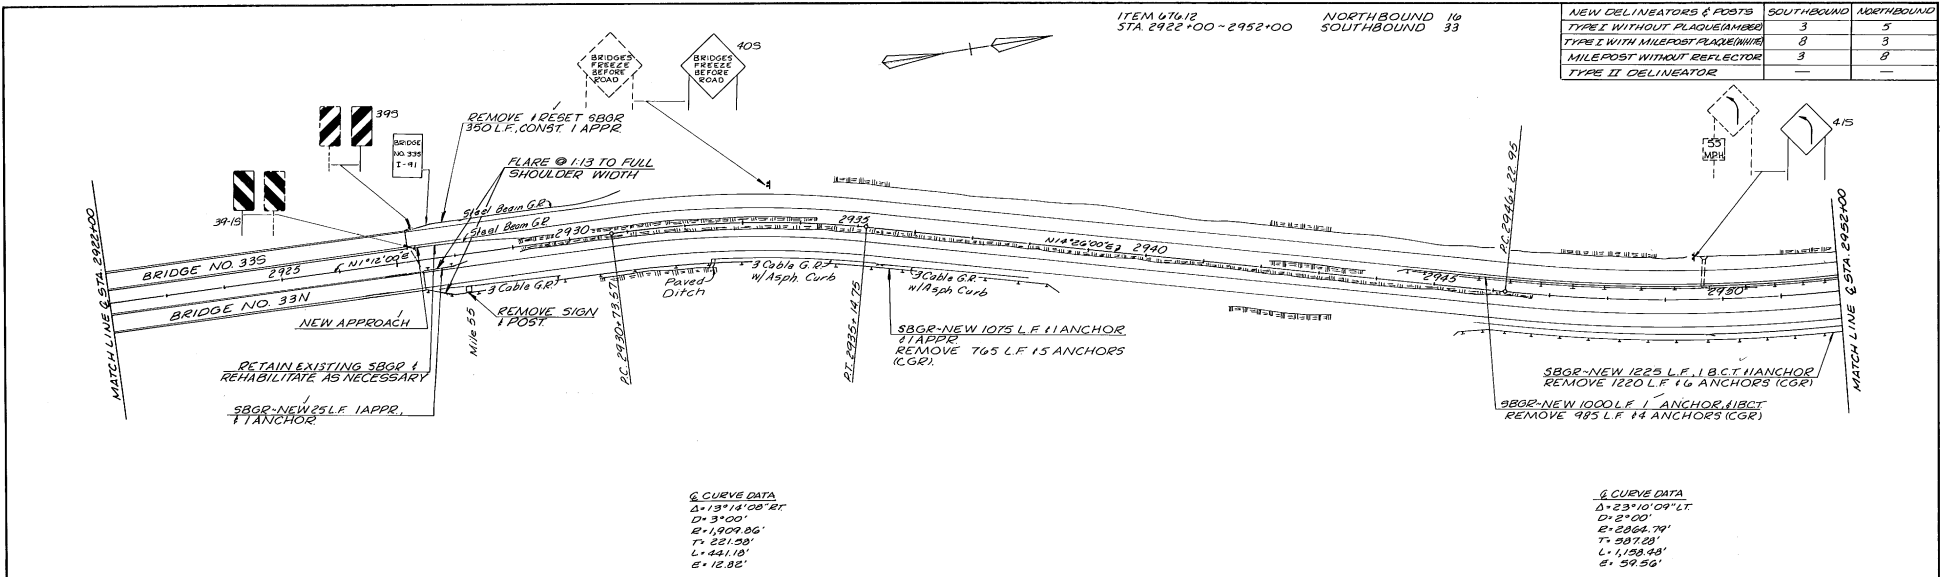 ITEM 676.12 NORTHBOUND 16
STA. 2922+00 ~ 2952+00 SOUTHBOUND 33
NEW DELINEATORS & POSTS SOUTHBOUND NORTHBOUND
TYPE I WITHOUT PLAQUE (AMBER) 3 5
TYPE I WITH MILEPOST PLAQUE (WHITE) 8 3
MILEPOST WITHOUT REFLECTOR 3 8
TYPE II DELINEATOR — —
BRIDGES
FREEZE
BEFORE
ROAD
BRIDGES
FREEZE
BEFORE
ROAD
40S
39S
BRIDGE
NO. 33S
I-91
REMOVE & RESET SBGR
350 L.F., CONST. 1 APPR.
FLARE @ 1:13 TO FULL
SHOULDER WIDTH
39-1S
55
MPH
41S
MATCH LINE ℄ STA. 2922+00
BRIDGE NO. 33S
2925
N1°12'00"E
BRIDGE NO. 33N
Steel Beam G.R.
Steel Beam G.R.
2930
2935
N14°26'00"E
2940
2945
2950
P.C. 2946+22.95
MATCH LINE ℄ STA. 2952+00
3 Cable G.R.
Paved
Ditch
3 Cable G.R.
w/Asph. Curb
3 Cable G.R.
w/Asph Curb
NEW APPROACH
Mile 55
REMOVE SIGN
& POST.
P.C. 2930+73.57
P.T. 2935+14.75
RETAIN EXISTING SBGR &
REHABILITATE AS NECESSARY
SBGR~NEW 25 L.F. 1 APPR.,
& 1 ANCHOR.
SBGR~NEW 1075 L.F. & 1 ANCHOR
& 1 APPR.
REMOVE 765 L.F. & 5 ANCHORS
(CGR).
SBGR~NEW 1225 L.F., 1 B.C.T. & 1 ANCHOR
REMOVE 1220 L.F. & 6 ANCHORS (CGR)
SBGR~NEW 1000 L.F. 1 ANCHOR, & 1 BCT
REMOVE 985 L.F. & 4 ANCHORS (CGR)
℄ CURVE DATA
Δ=13°14'08"RT.
D=3°00'
R=1,909.86'
T=221.58'
L=441.18'
E=12.82'
℄ CURVE DATA
Δ=23°10'09"LT.
D=2°00'
R=2864.79'
T=587.28'
L=1,158.48'
E=59.56'